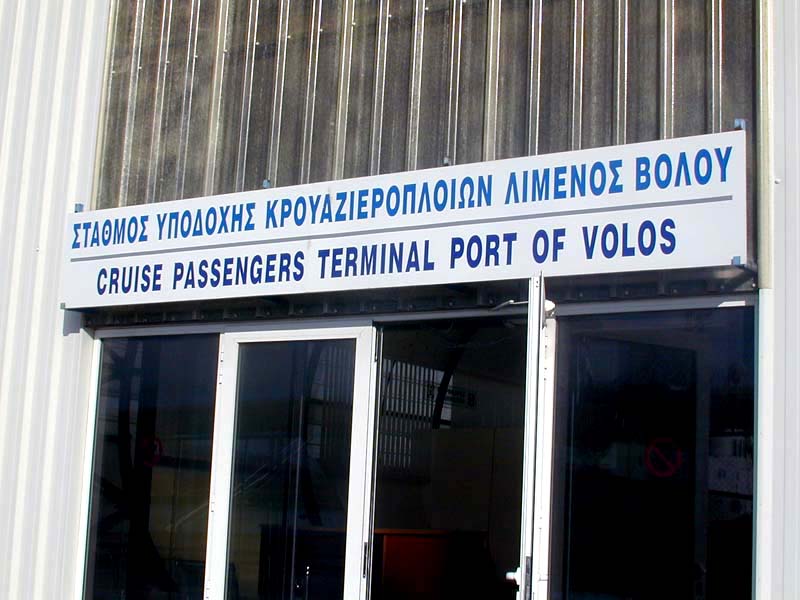 ΣΤΑΘΜΟΣ ΥΠΟΔΟΧΗΣ ΚΡΟΥΑΖΙΕΡΟΠΛΟΙΩΝ ΛΙΜΕΝΟΣ ΒΟΛΟΥ
CRUISE PASSENGERS TERMINAL PORT OF VOLOS